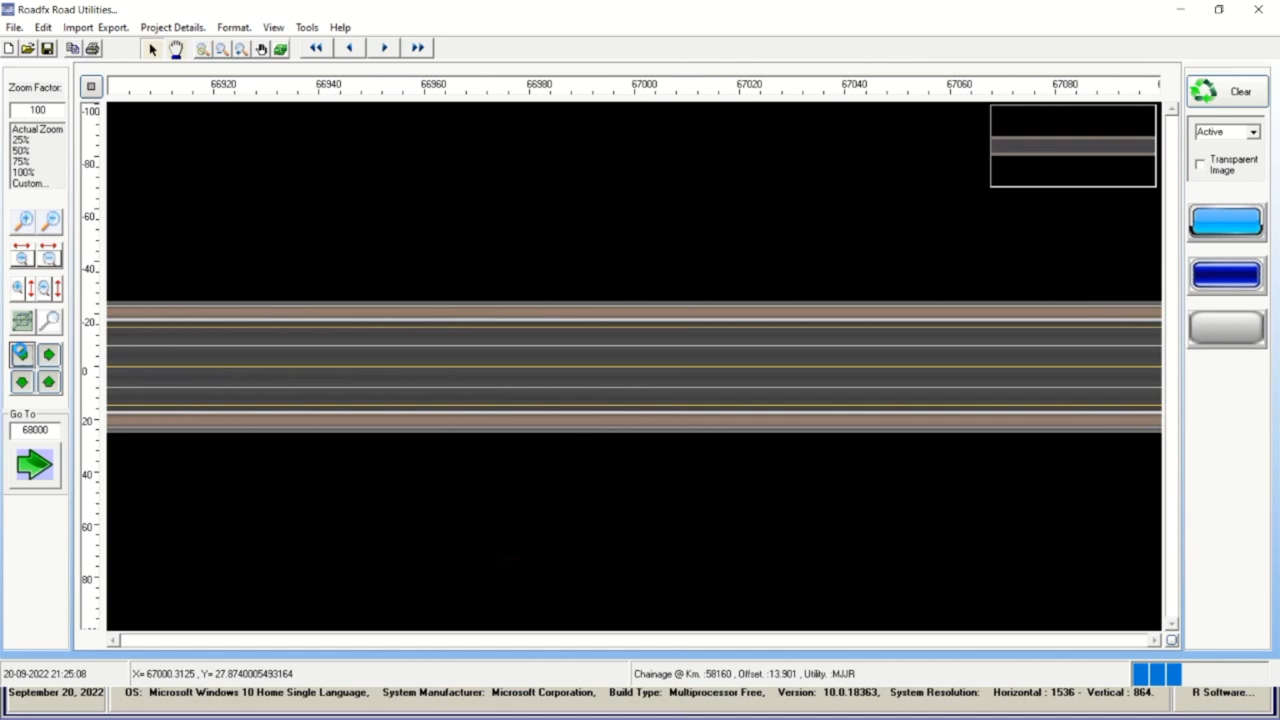 Roadfx Road Utilities...
File. Edit Import Export. Project Details. Format. View Tools Help
Zoom Factor:
100
Actual Zoom
25%
50%
75%
100%
Custom...
Go To
68000
66920 66940 66960 66980 67000 67020 67040 67060 67080
-100
-80
-60
-40
-20
0
20
40
60
80
Clear
Active
Transparent
Image
20-09-2022 21:25:08 X= 67000.3125 , Y= 27.8740005493164 Chainage @ Km. :58160 , Offset. :13.901 , Utility. :MJJR
September 20, 2022 OS: Microsoft Windows 10 Home Single Language, System Manufacturer: Microsoft Corporation, Build Type: Multiprocessor Free, Version: 10.0.18363, System Resolution: Horizontal : 1536 - Vertical : 864. R Software...